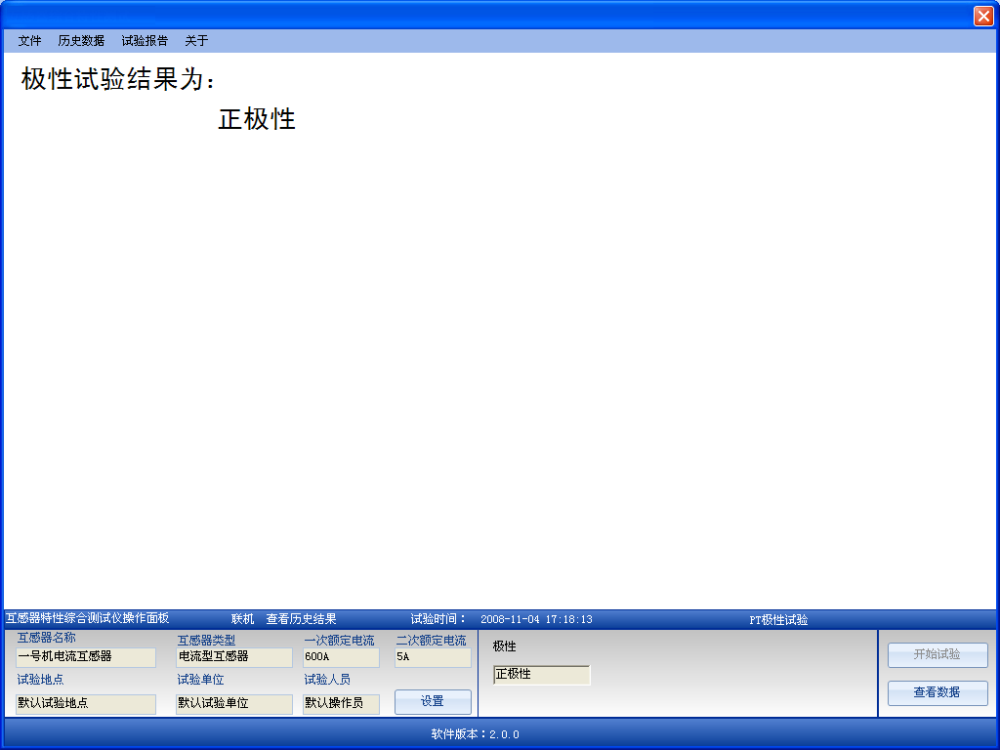 文件 历史数据 试验报告 关于
极性试验结果为:
正极性
互感器特性综合测试仪操作面板 联机 查看历史结果 试验时间： 2008-11-04 17:18:13 PT极性试验
互感器名称 互感器类型 一次额定电流 二次额定电流 极性
一号机电流互感器 电流型互感器 600A 5A 开始试验
试验地点 试验单位 试验人员 正极性
默认试验地点 默认试验单位 默认操作员 设置 查看数据
软件版本：2.0.0